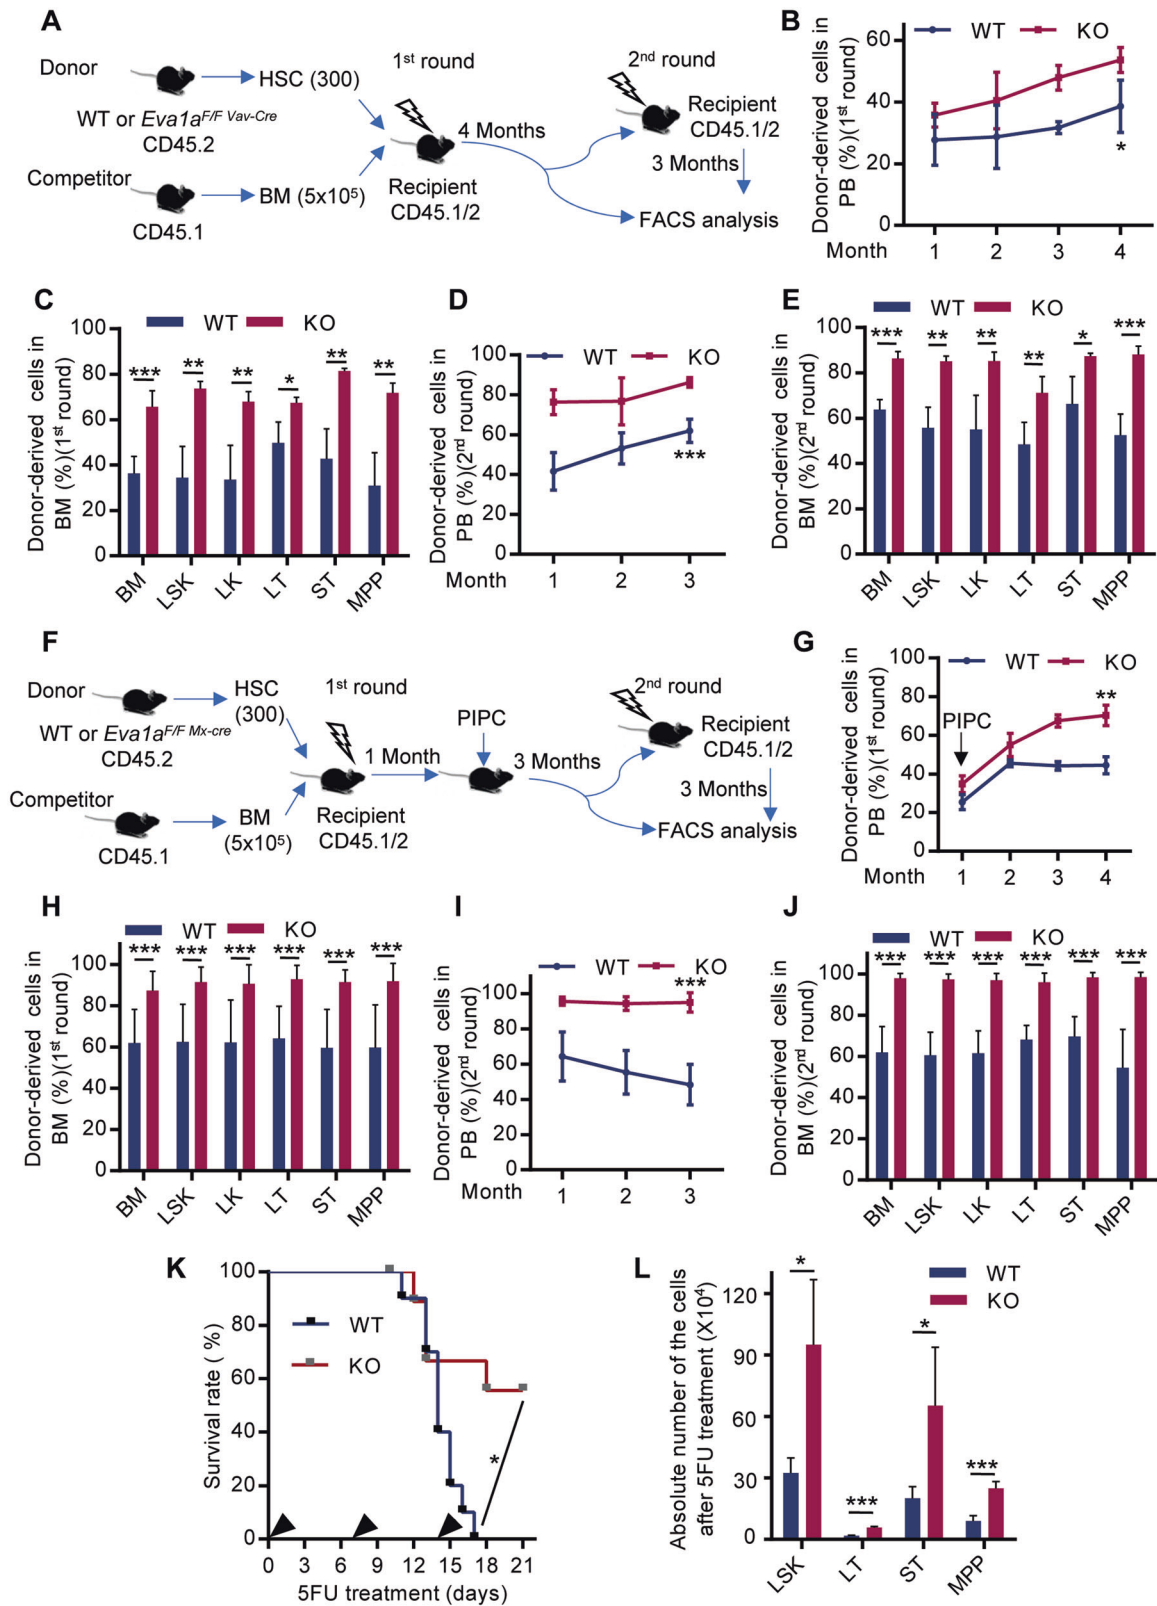 A
Donor
HSC (300)
WT or Eva1a^F/F Vav-Cre
CD45.2
Competitor
BM (5x10⁵)
CD45.1
1st round
4 Months
Recipient
CD45.1/2
2nd round
Recipient
CD45.1/2
3 Months
FACS analysis
B
WT KO
Donor-derived cells in
PB (%)(1st round)
60
40
20
0
*
Month 1 2 3 4
C
WT KO
Donor-derived cells in
BM (%)(1st round)
100
80
60
40
20
0
*** ** ** * ** **
BM LSK LK LT ST MPP
D
WT KO
Donor-derived cells in
PB (%)(2nd round)
100
80
60
40
20
0
***
Month 1 2 3
E
WT KO
Donor-derived cells in
BM (%)(2nd round)
100
80
60
40
20
0
*** ** ** ** * ***
BM LSK LK LT ST MPP
F
Donor
HSC
(300)
WT or Eva1a^F/F Mx-cre
CD45.2
Competitor
BM
(5x10⁵)
CD45.1
1st round
1 Month
Recipient
CD45.1/2
PIPC
3 Months
2nd round
Recipient
CD45.1/2
3 Months
FACS analysis
G
WT KO
Donor-derived cells in
PB (%)(1st round)
100
80
60
40
20
0
PIPC
**
Month 1 2 3 4
H
WT KO
Donor-derived cells in
BM (%)(1st round)
100
80
60
40
20
0
*** *** *** *** *** ***
BM LSK LK LT ST MPP
I
WT KO
Donor-derived cells in
PB (%)(2nd round)
100
80
60
40
20
0
***
Month 1 2 3
J
WT KO
Donor-derived cells in
BM (%)(2nd round)
100
80
60
40
20
0
*** *** *** *** *** ***
BM LSK LK LT ST MPP
K
WT
KO
Survival rate ( %)
100
80
60
40
20
0
*
0 3 6 9 12 15 18 21
5FU treatment (days)
L
WT
KO
Absolute number of the cells
after 5FU treatment (X10⁴)
120
90
60
30
0
* *** * ***
LSK LT ST MPP